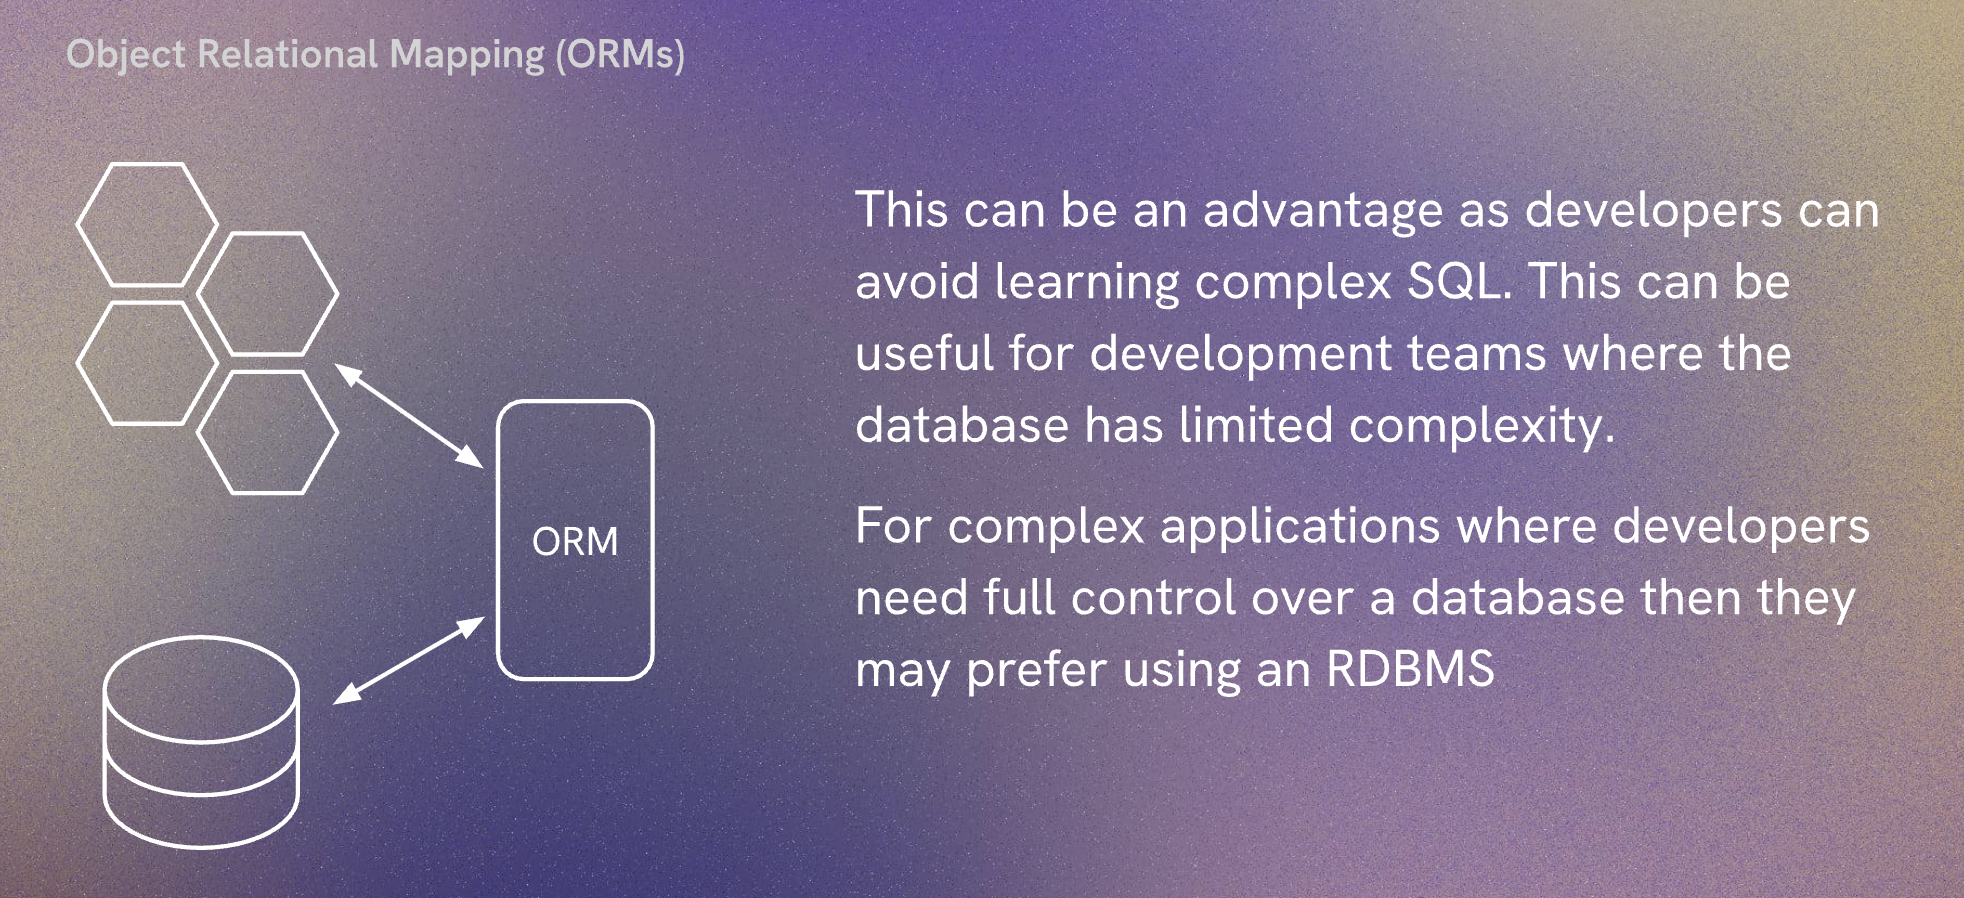 Object Relational Mapping (ORMs)
This can be an advantage as developers can
avoid learning complex SQL. This can be
useful for development teams where the
database has limited complexity.
For complex applications where developers
need full control over a database then they
may prefer using an RDBMS
ORM